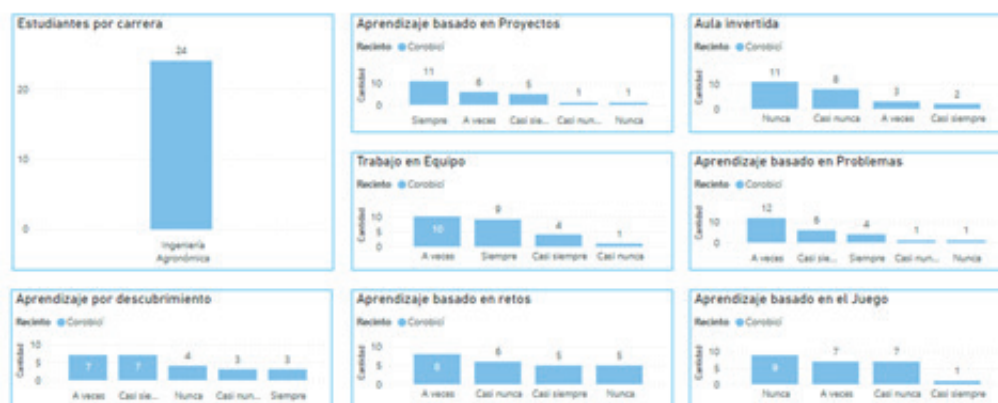 Estudiantes por carrera
24
20
10
0
Ingeniería
Agronómica
Aprendizaje basado en Proyectos
Recinto Corobicí
Cantidad
10
0
11
6
5
1
1
Siempre A veces Casi sie... Casi nun... Nunca
Aula invertida
Recinto Corobicí
Cantidad
10
0
11
8
3
2
Nunca Casi nunca A veces Casi siempre
Trabajo en Equipo
Recinto Corobicí
Cantidad
10
5
0
10
9
4
1
A veces Siempre Casi siempre Casi nunca
Aprendizaje basado en Problemas
Recinto Corobicí
Cantidad
10
0
12
6
4
1
1
A veces Casi sie... Siempre Casi nun... Nunca
Aprendizaje por descubrimiento
Recinto Corobicí
Cantidad
10
5
0
7
7
4
3
3
A veces Casi sie... Nunca Casi nun... Siempre
Aprendizaje basado en retos
Recinto Corobicí
Cantidad
10
5
0
8
6
5
5
A veces Casi nunca Casi siempre Nunca
Aprendizaje basado en el Juego
Recinto Corobicí
Cantidad
10
5
0
9
7
7
1
Nunca A veces Casi nunca Casi siempre